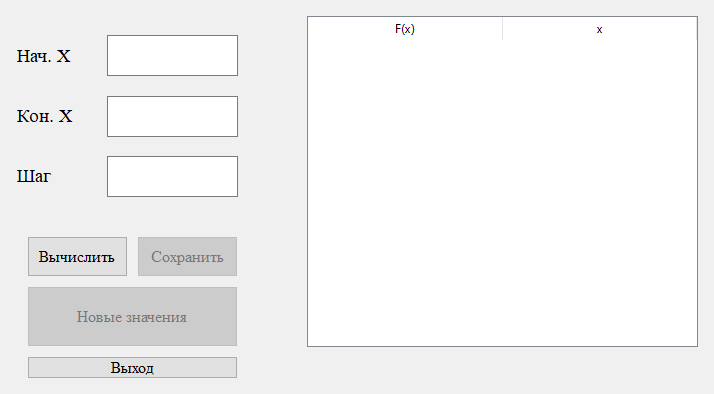 Нач. X
Кон. X
Шаг
Вычислить
Сохранить
Новые значения
Выход
F(x)
x